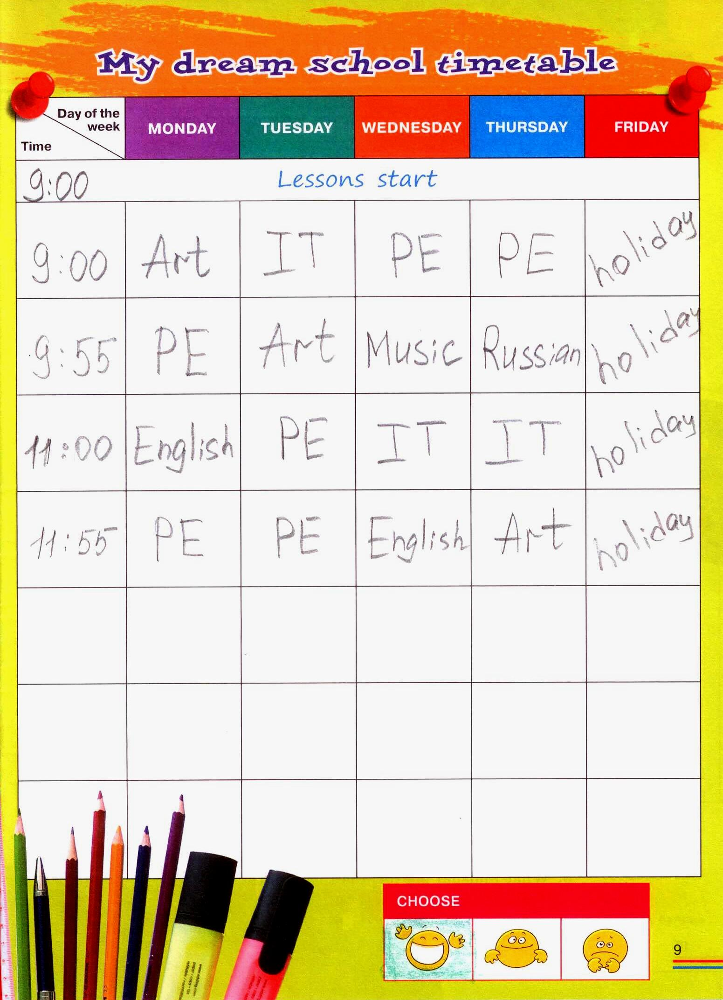 My dream school timetable
Day of the week
Time
MONDAY TUESDAY WEDNESDAY THURSDAY FRIDAY
9:00 Lessons start
9:00 Art IT PE PE holiday
9:55 PE Art Music Russian holiday
11:00 English PE IT IT holiday
11:55 PE PE English Art holiday
CHOOSE
9